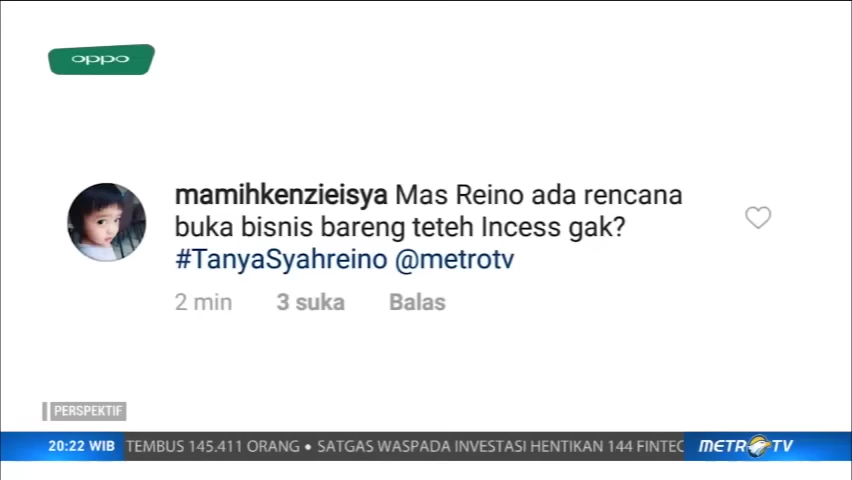 oppo
mamihkenzieisya Mas Reino ada rencana
buka bisnis bareng teteh Incess gak?
#TanyaSyahreino @metrotv
2 min 3 suka Balas
PERSPEKTIF
20:22 WIB TEMBUS 145.411 ORANG • SATGAS WASPADA INVESTASI HENTIKAN 144 FINTEC METRO TV